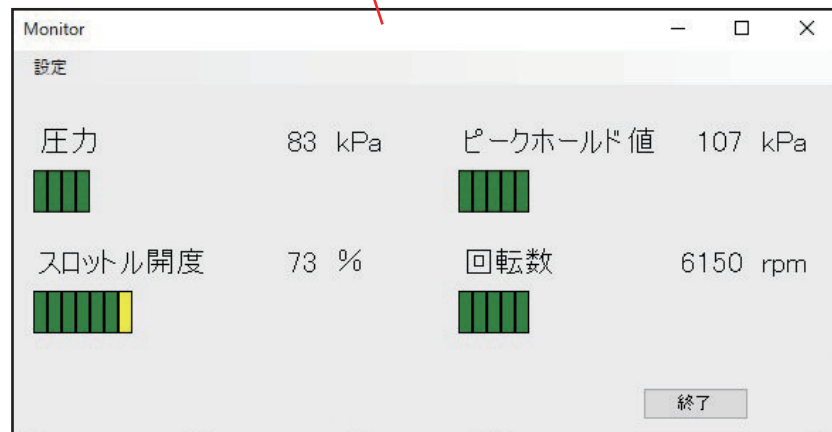 Monitor
設定
圧力 83 kPa ピークホールド値 107 kPa
スロットル開度 73 % 回転数 6150 rpm
終了